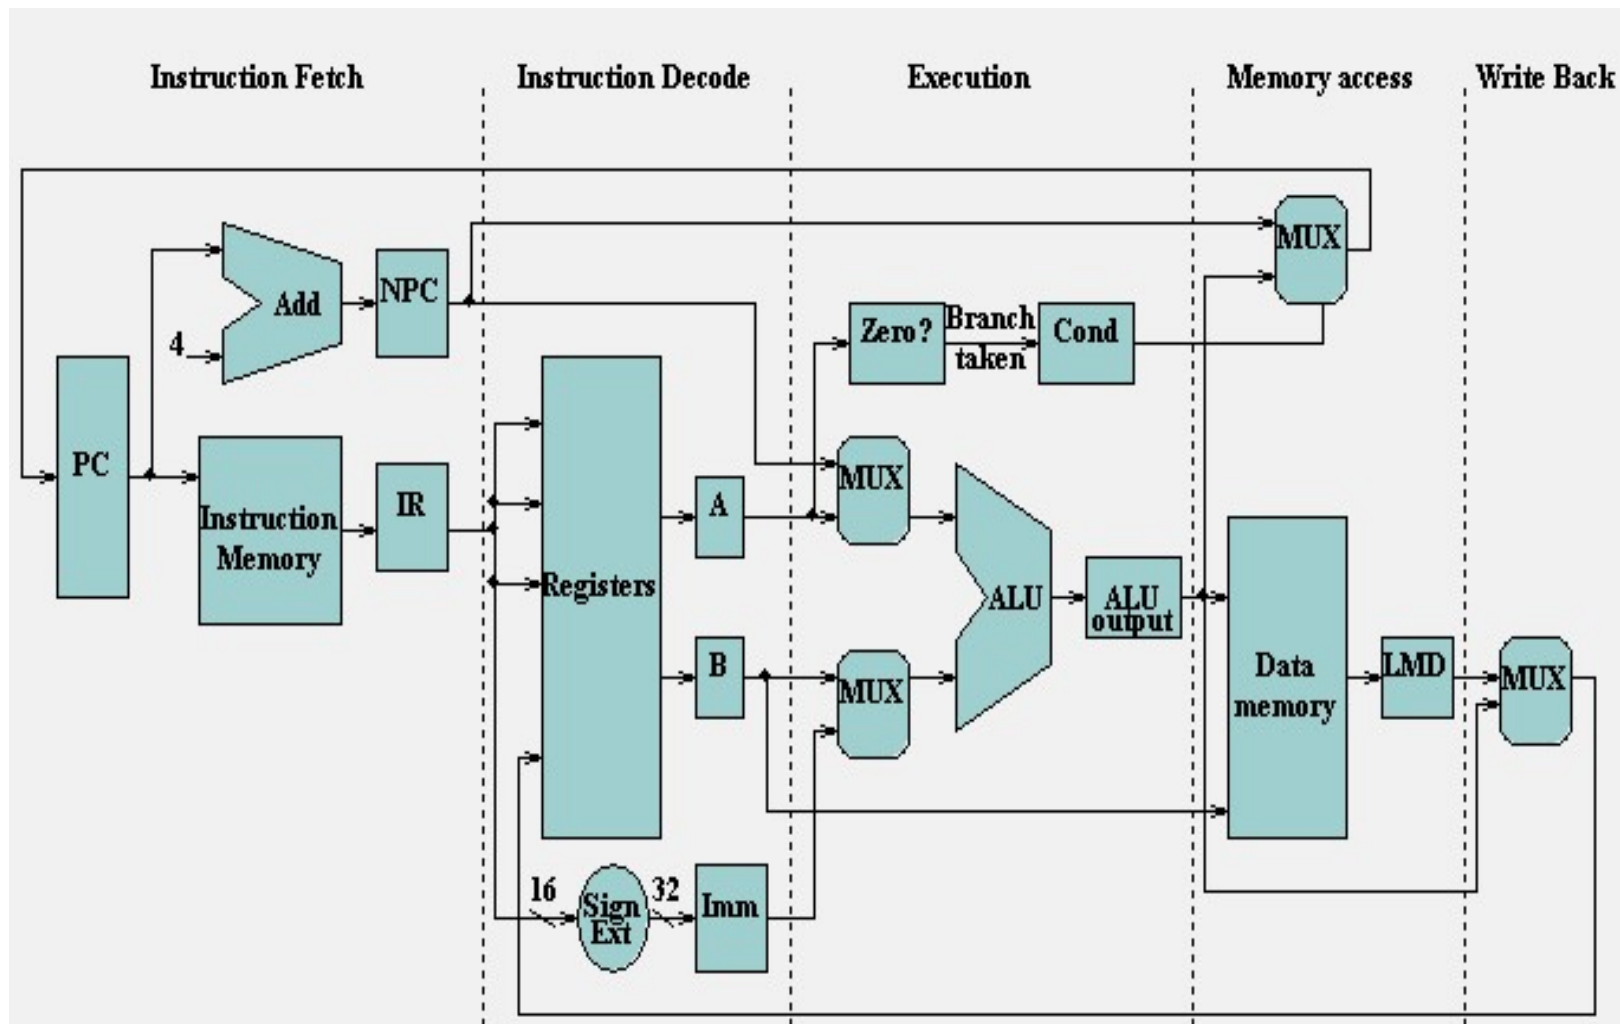 Instruction Fetch
Instruction Decode
Execution
Memory access
Write Back
MUX
Add
NPC
4
Zero?
Branch
taken
Cond
PC
Instruction
Memory
IR
A
MUX
Registers
ALU
ALU
output
B
MUX
Data
memory
LMD
MUX
16
Sign
Ext
32
Imm